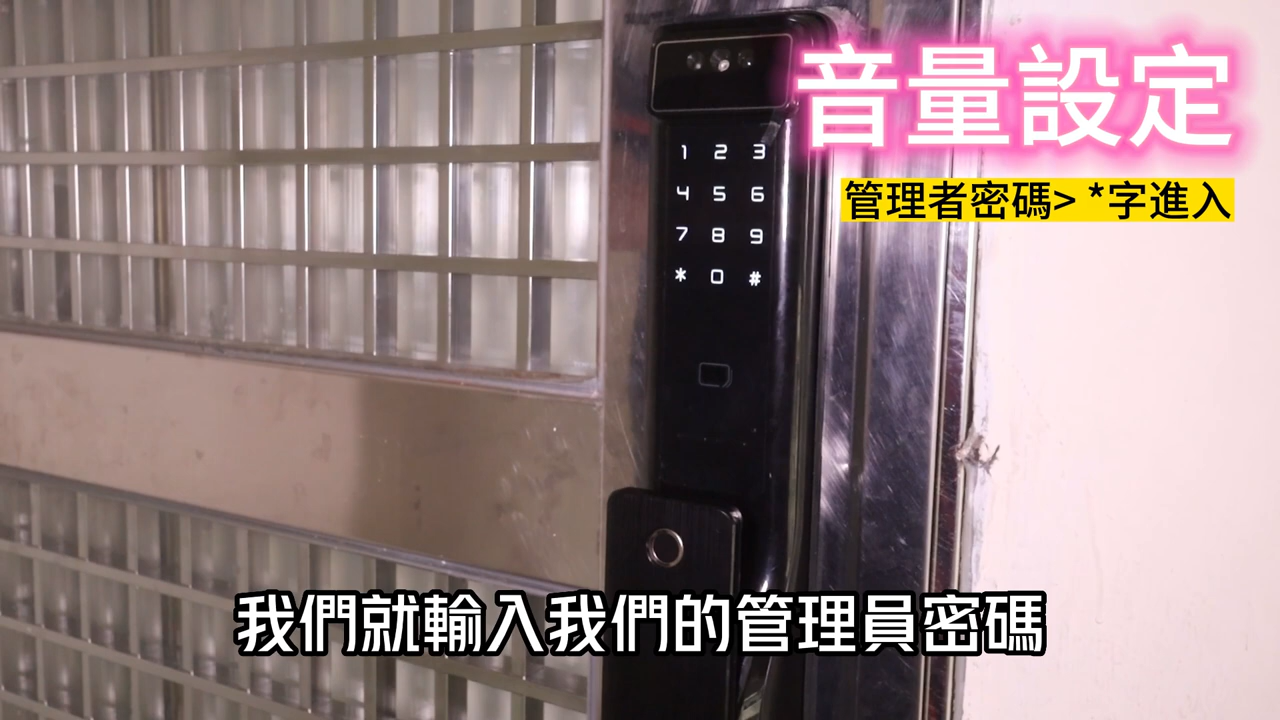 音量設定
管理者密碼> *字進入
1 2 3
4 5 6
7 8 9
* 0 #
我們就輸入我們的管理員密碼